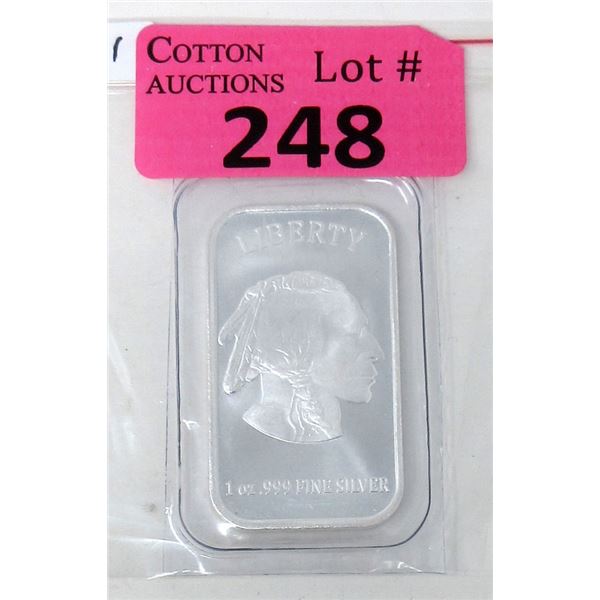 COTTON
AUCTIONS
Lot #
248
LIBERTY
1 oz .999 FINE SILVER